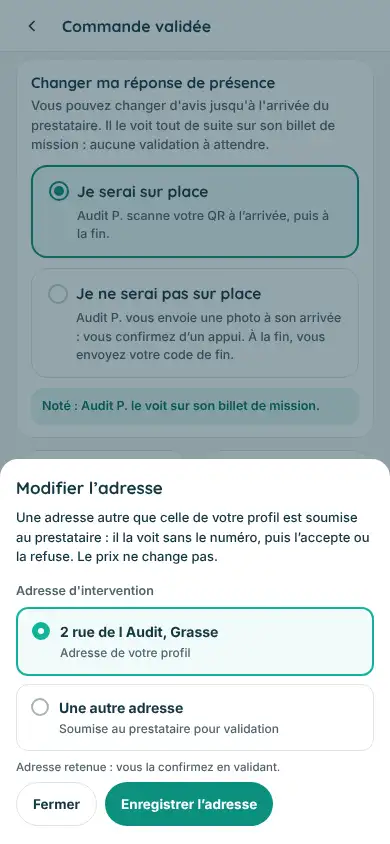 Commande validée
Changer ma réponse de présence
Vous pouvez changer d'avis jusqu'à l'arrivée du
prestataire. Il le voit tout de suite sur son billet de
mission : aucune validation à attendre.
Je serai sur place
Audit P. scanne votre QR à l’arrivée, puis à
la fin.
Je ne serai pas sur place
Audit P. vous envoie une photo à son arrivée
: vous confirmez d’un appui. À la fin, vous
envoyez votre code de fin.
Noté : Audit P. le voit sur son billet de mission.
Modifier l’adresse
Une adresse autre que celle de votre profil est soumise
au prestataire : il la voit sans le numéro, puis l’accepte ou
la refuse. Le prix ne change pas.
Adresse d'intervention
2 rue de l Audit, Grasse
Adresse de votre profil
Une autre adresse
Soumise au prestataire pour validation
Adresse retenue : vous la confirmez en validant.
Fermer
Enregistrer l’adresse